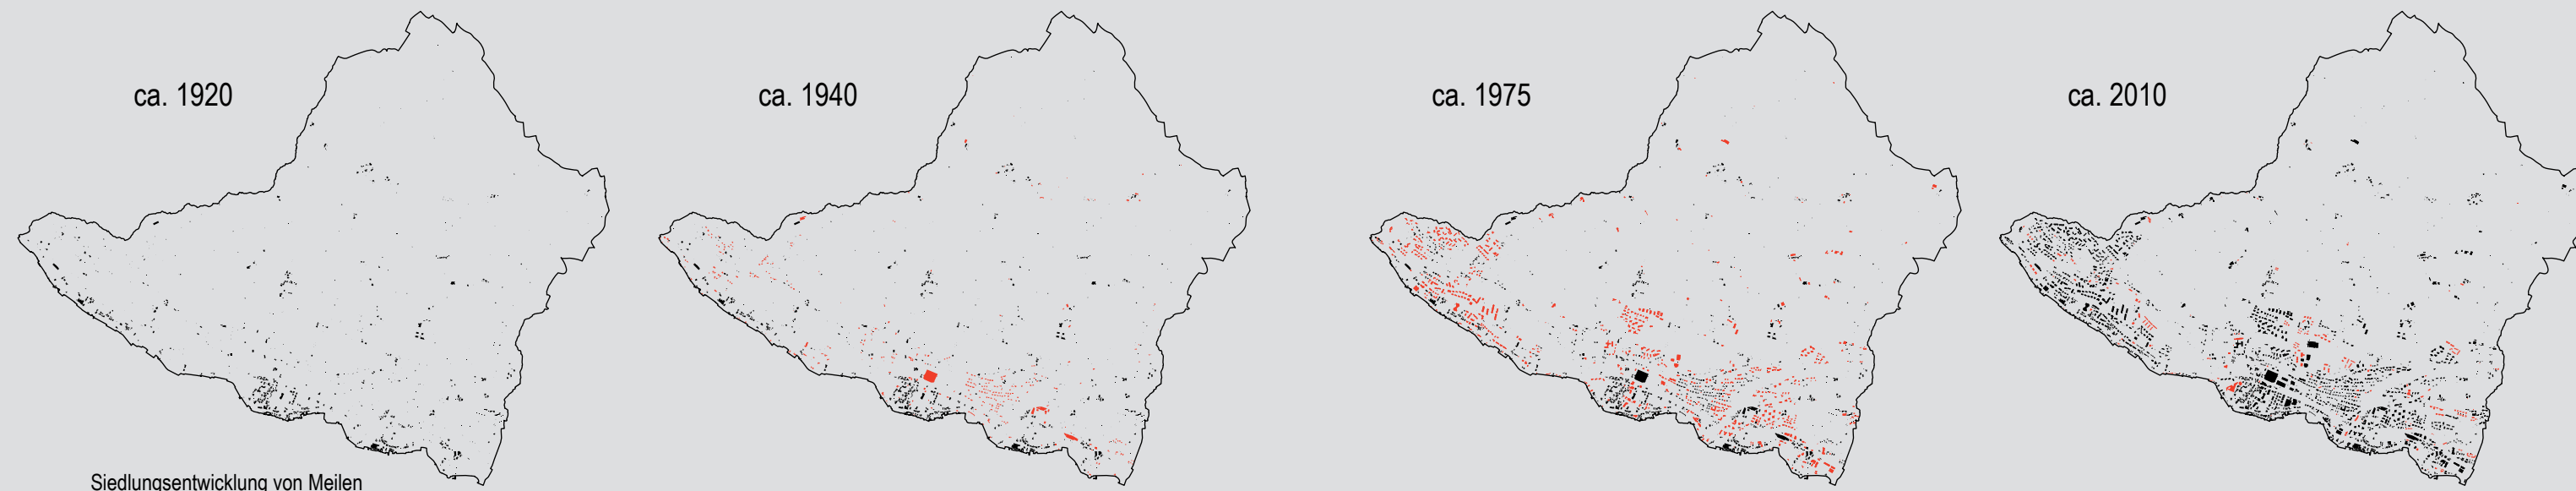 ca. 1920
ca. 1940
ca. 1975
ca. 2010
Siedlungsentwicklung von Meilen